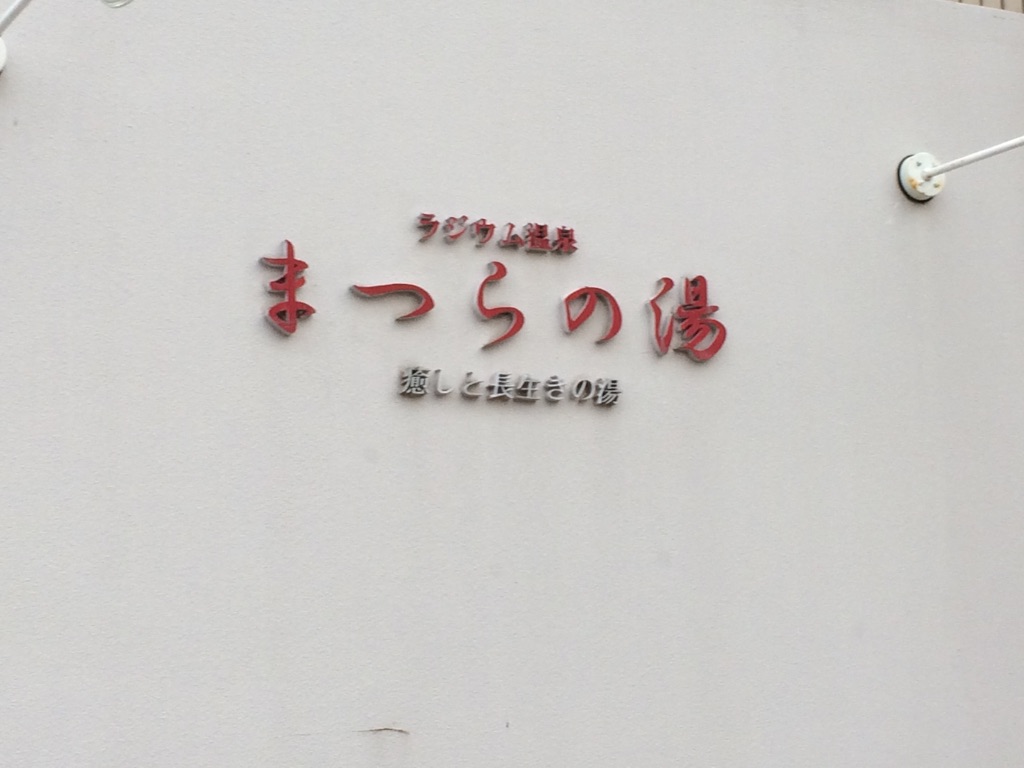 ラジウム温泉
まつらの湯
癒しと長生きの湯